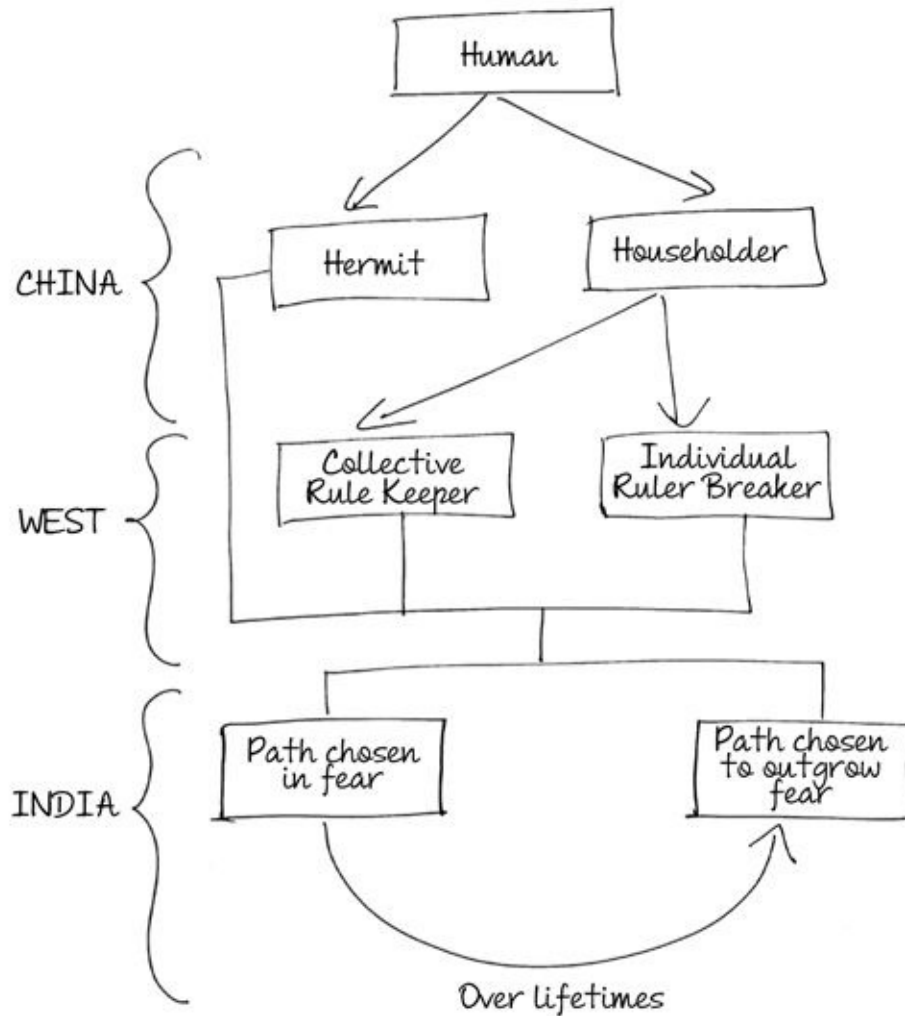 Human
CHINA
Hermit
Householder
WEST
Collective
Rule Keeper
Individual
Ruler Breaker
INDIA
Path chosen
in fear
Path chosen
to outgrow
fear
Over lifetimes